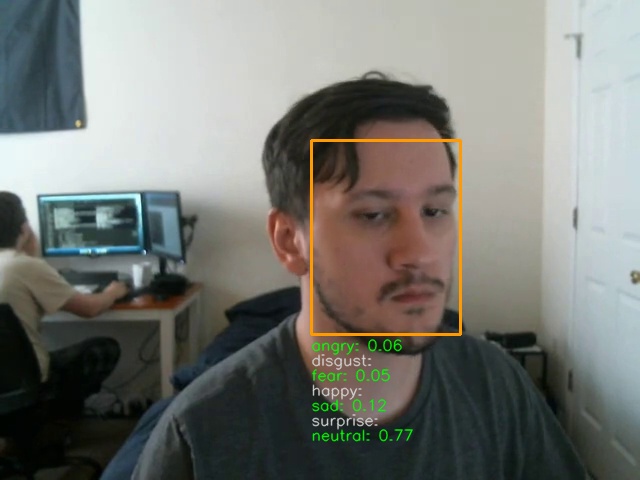 angry: 0.06
disgust:
fear: 0.05
happy:
sad: 0.12
surprise:
neutral: 0.77